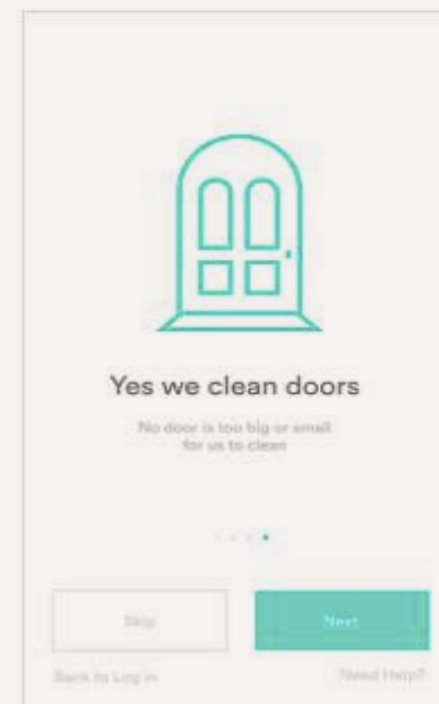 Yes we clean doors
No door is too big or small
for us to clean
Skip
Next
Back to Log in
Need Help?